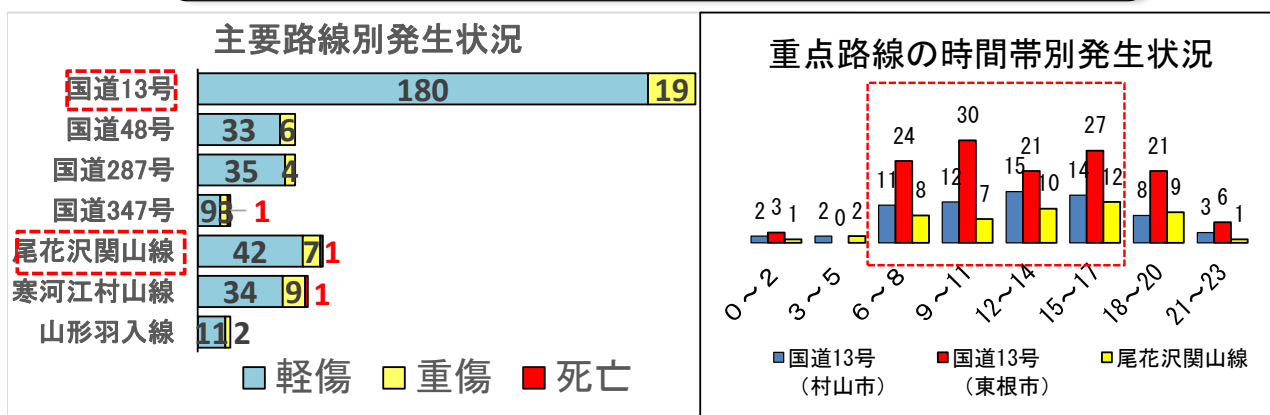 主要路線別発生状況
国道13号 180 19
国道48号 33 6
国道287号 35 4
国道347号 9 3 1
尾花沢関山線 42 7 1
寒河江村山線 34 9 1
山形羽入線 11 2
軽傷 重傷 死亡
重点路線の時間帯別発生状況
2 3 1
2 0 2
11 24 8
12 30 7
15 21 10
14 27 12
8 21 9
3 6 1
0～2 3～5 6～8 9～11 12～14 15～17 18～20 21～23
国道13号
（村山市）
国道13号
（東根市）
尾花沢関山線